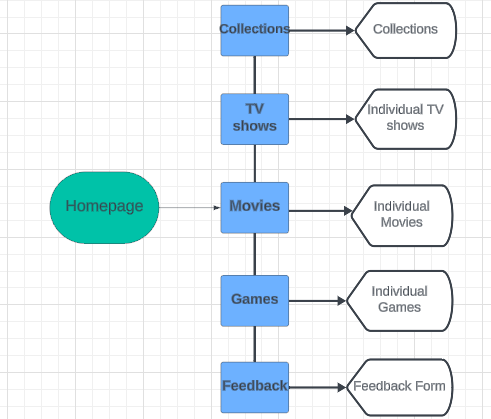 Collections
Collections
TV
shows
Individual TV
shows
Homepage
Movies
Individual
Movies
Games
Individual
Games
Feedback
Feedback Form